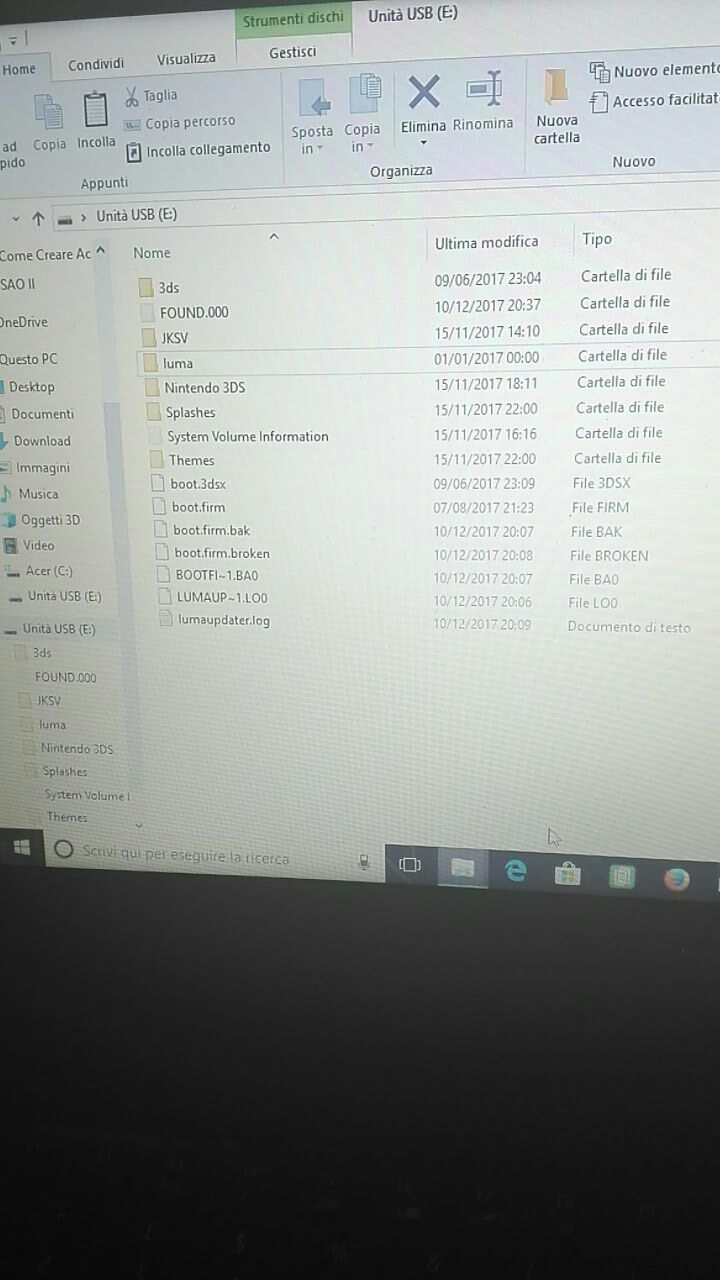 Strumenti dischi
Unità USB (E:)
Home
Condividi
Visualizza
Gestisci
ad
pido
Copia
Incolla
Taglia
Copia percorso
Incolla collegamento
Appunti
Sposta
in
Copia
in
Elimina
Rinomina
Organizza
Nuova
cartella
Nuovo elemento
Accesso facilitat
Nuovo
Unità USB (E:)
Nome
Ultima modifica
Tipo
3ds 09/06/2017 23:04 Cartella di file
FOUND.000 10/12/2017 20:37 Cartella di file
JKSV 15/11/2017 14:10 Cartella di file
luma 01/01/2017 00:00 Cartella di file
Nintendo 3DS 15/11/2017 18:11 Cartella di file
Splashes 15/11/2017 22:00 Cartella di file
System Volume Information 15/11/2017 16:16 Cartella di file
Themes 15/11/2017 22:00 Cartella di file
boot.3dsx 09/06/2017 23:09 File 3DSX
boot.firm 07/08/2017 21:23 File FIRM
boot.firm.bak 10/12/2017 20:07 File BAK
boot.firm.broken 10/12/2017 20:08 File BROKEN
BOOTFI~1.BA0 10/12/2017 20:07 File BA0
LUMAUP~1.LO0 10/12/2017 20:06 File LO0
lumaupdater.log 10/12/2017 20:09 Documento di testo
Come Creare Ac
SAO II
OneDrive
Questo PC
Desktop
Documenti
Download
Immagini
Musica
Oggetti 3D
Video
Acer (C:)
Unità USB (E:)
Unità USB (E:)
3ds
FOUND.000
JKSV
luma
Nintendo 3DS
Splashes
System Volume I
Themes
Scrivi qui per eseguire la ricerca